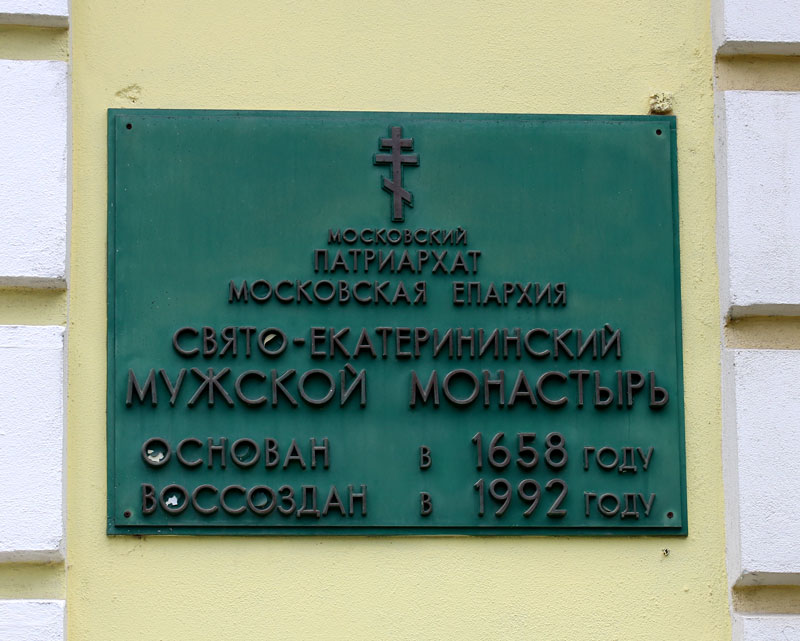 МОСКОВСКИЙ
ПАТРИАРХАТ
МОСКОВСКАЯ ЕПАРХИЯ
СВЯТО-ЕКАТЕРИНИНСКИЙ
МУЖСКОЙ МОНАСТЫРЬ
ОСНОВАН В 1658 ГОДУ
ВОССОЗДАН В 1992 ГОДУ